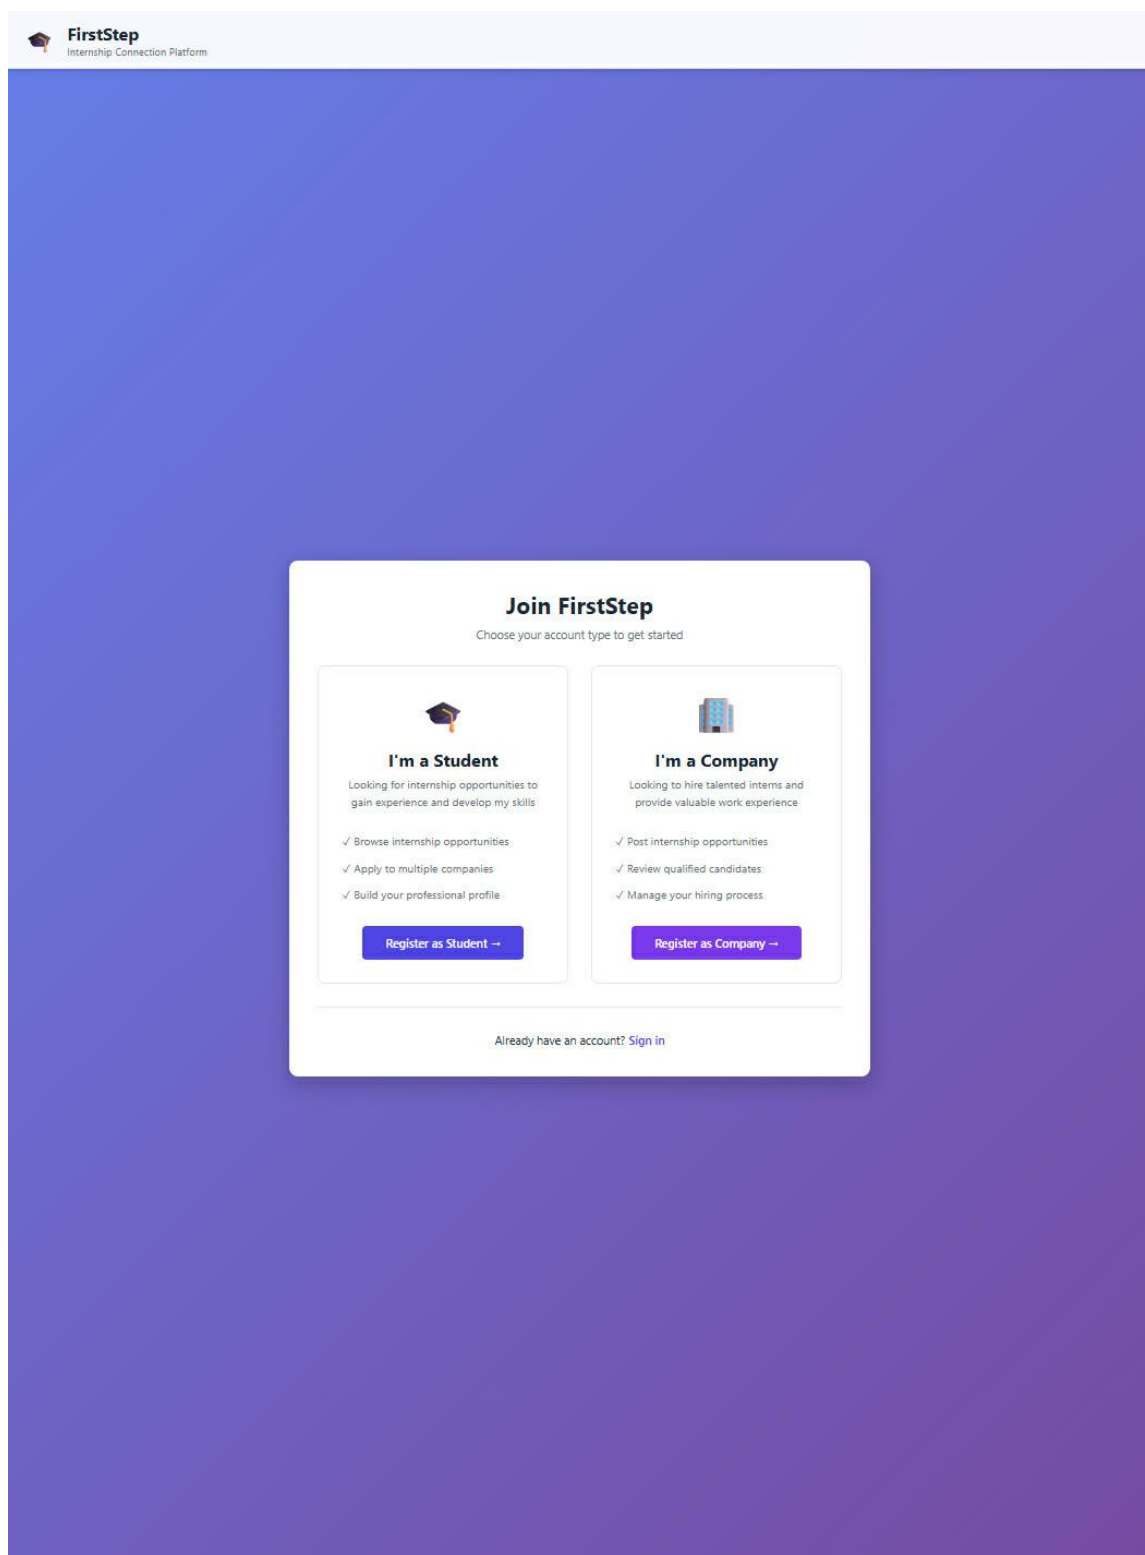 FirstStep
Internship Connection Platform
Join FirstStep
Choose your account type to get started
I'm a Student
Looking for internship opportunities to
gain experience and develop my skills
✓ Browse internship opportunities
✓ Apply to multiple companies
✓ Build your professional profile
Register as Student →
I'm a Company
Looking to hire talented interns and
provide valuable work experience
✓ Post internship opportunities
✓ Review qualified candidates
✓ Manage your hiring process
Register as Company →
Already have an account? Sign in